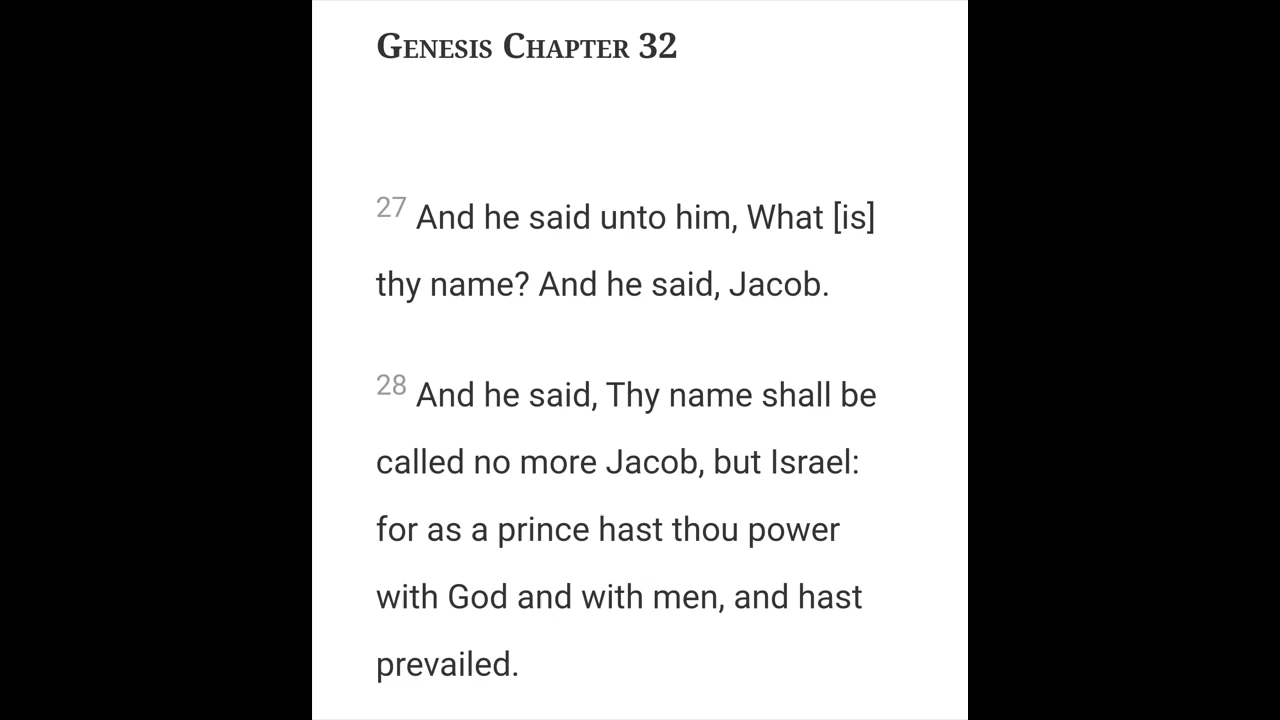 Genesis Chapter 32
27 And he said unto him, What [is]
thy name? And he said, Jacob.
28 And he said, Thy name shall be
called no more Jacob, but Israel:
for as a prince hast thou power
with God and with men, and hast
prevailed.